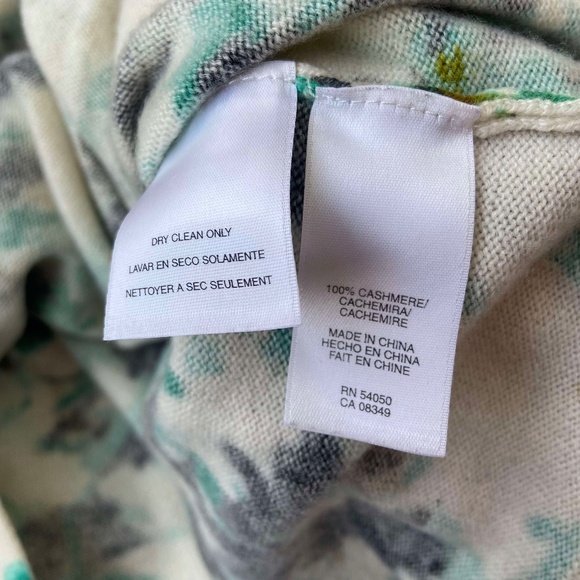 DRY CLEAN ONLY
LAVAR EN SECO SOLAMENTE
NETTOYER A SEC SEULEMENT
100% CASHMERE/
CACHEMIRA/
CACHEMIRE
MADE IN CHINA
HECHO EN CHINA
FAIT EN CHINE
RN 54050
CA 08349